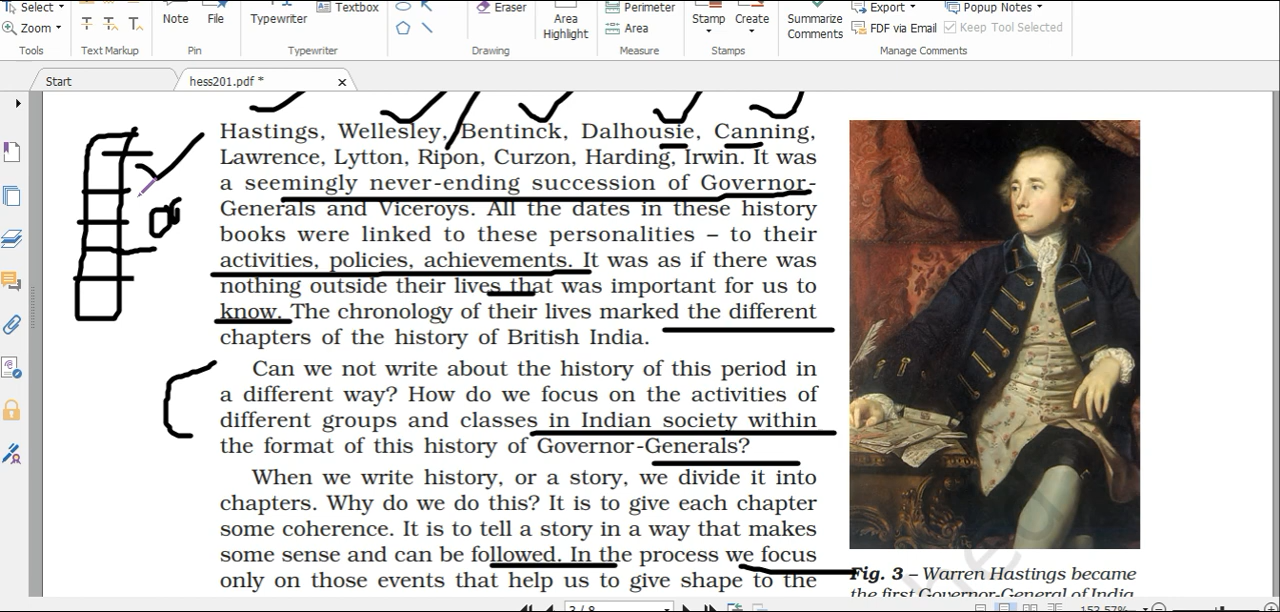 Select
Note
File
Typewriter
Textbox
Eraser
Area
Highlight
Perimeter
Area
Stamp
Create
Summarize
Comments
Export
Popup Notes
FDF via Email
Keep Tool Selected
Zoom
Tools
Text Markup
Pin
Typewriter
Drawing
Measure
Stamps
Manage Comments
Start
hess201.pdf *
Hastings, Wellesley, Bentinck, Dalhousie, Canning,
Lawrence, Lytton, Ripon, Curzon, Harding, Irwin. It was
a seemingly never-ending succession of Governor-
Generals and Viceroys. All the dates in these history
books were linked to these personalities – to their
activities, policies, achievements. It was as if there was
nothing outside their lives that was important for us to
know. The chronology of their lives marked the different
chapters of the history of British India.
Can we not write about the history of this period in
a different way? How do we focus on the activities of
different groups and classes in Indian society within
the format of this history of Governor-Generals?
When we write history, or a story, we divide it into
chapters. Why do we do this? It is to give each chapter
some coherence. It is to tell a story in a way that makes
some sense and can be followed. In the process we focus
only on those events that help us to give shape to the
Fig. 3 – Warren Hastings became
the first Governor-General of India
3 / 8
152.57%